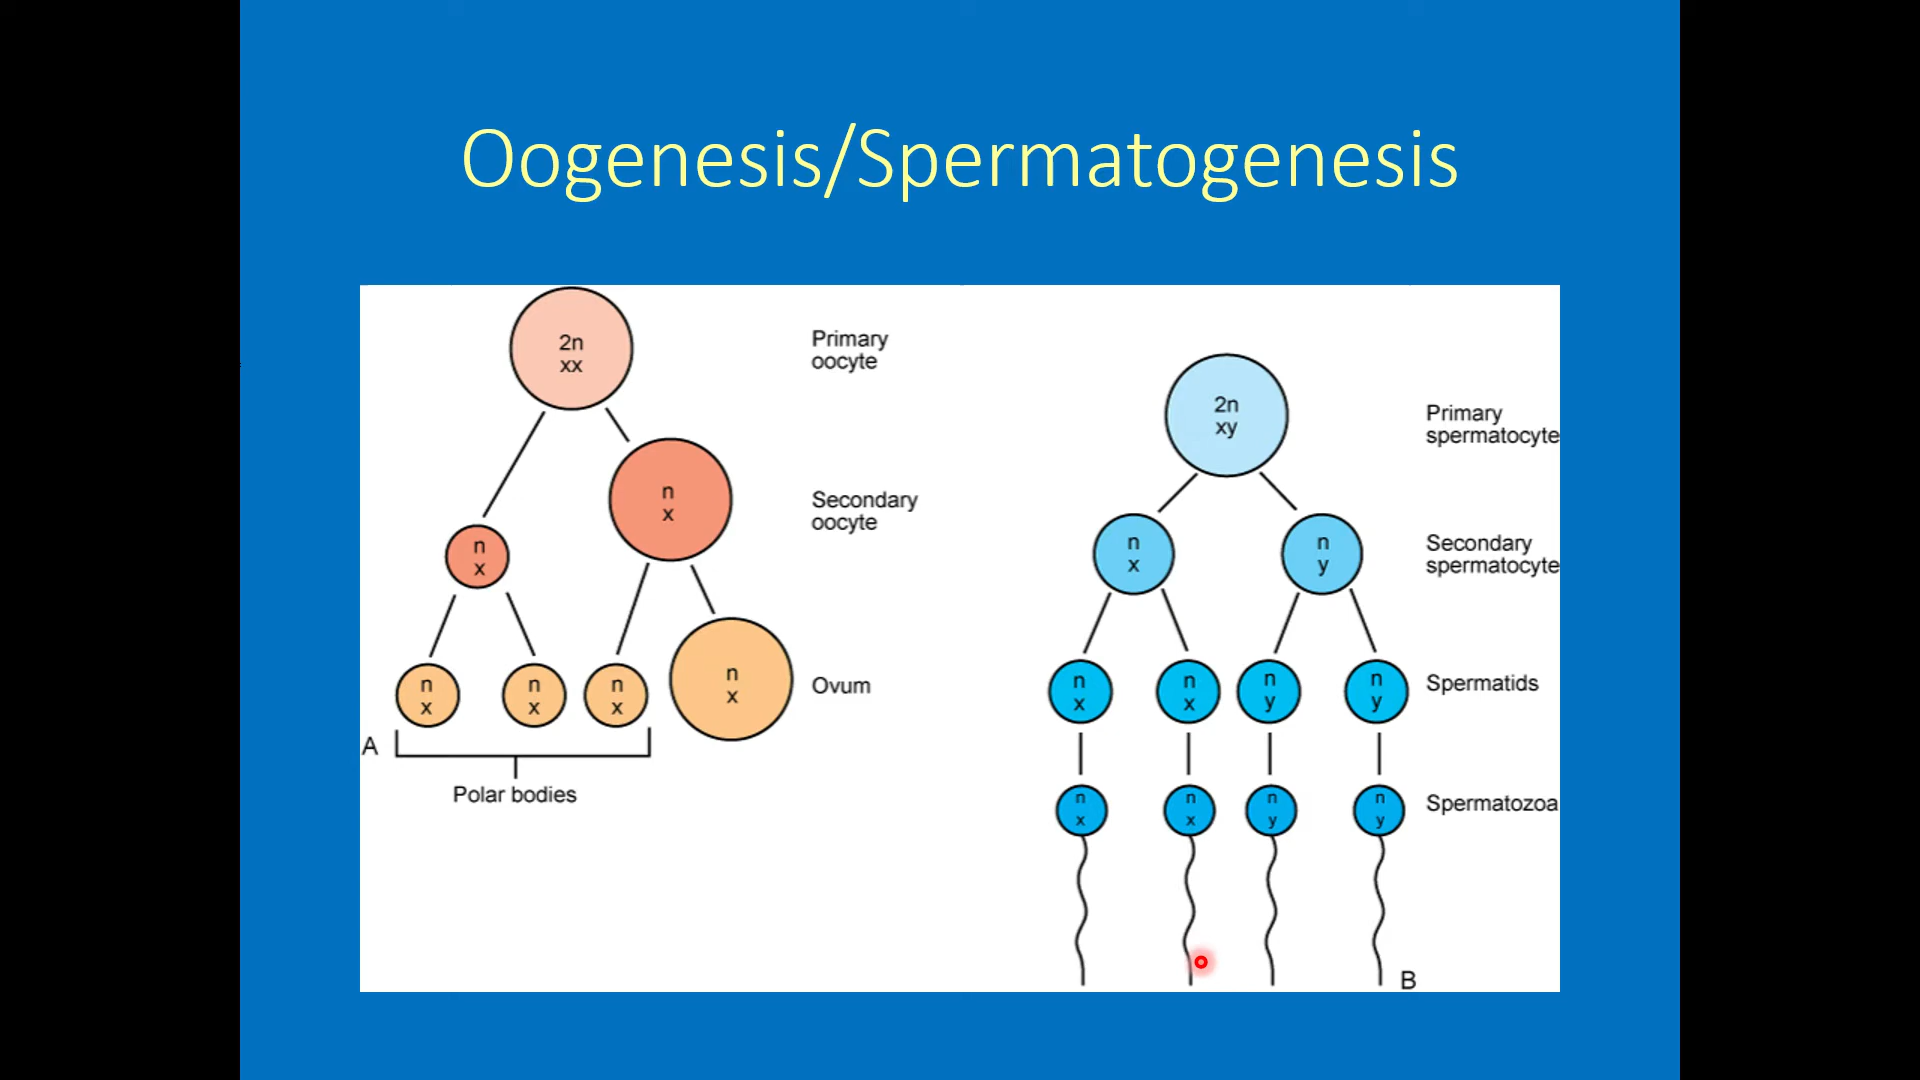 Oogenesis/Spermatogenesis
2n
xx
Primary
oocyte
n
x
Secondary
oocyte
n
x
n
x
n
x
n
x
n
x
Ovum
A
Polar bodies
2n
xy
Primary
spermatocyte
n
x
n
y
Secondary
spermatocyte
n
x
n
x
n
y
n
y
Spermatids
n
x
n
x
n
y
n
y
Spermatozoa
B